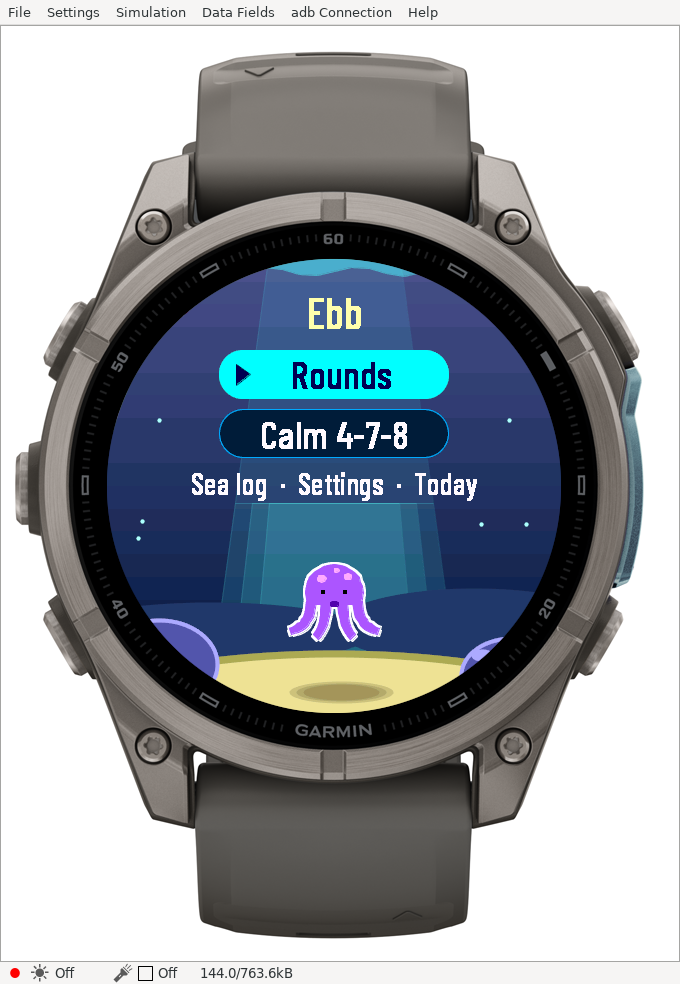 File Settings Simulation Data Fields adb Connection Help
60
50
Ebb
Rounds
Calm 4-7-8
Sea log · Settings · Today
40
20
GARMIN
Off Off 144.0/763.6kB